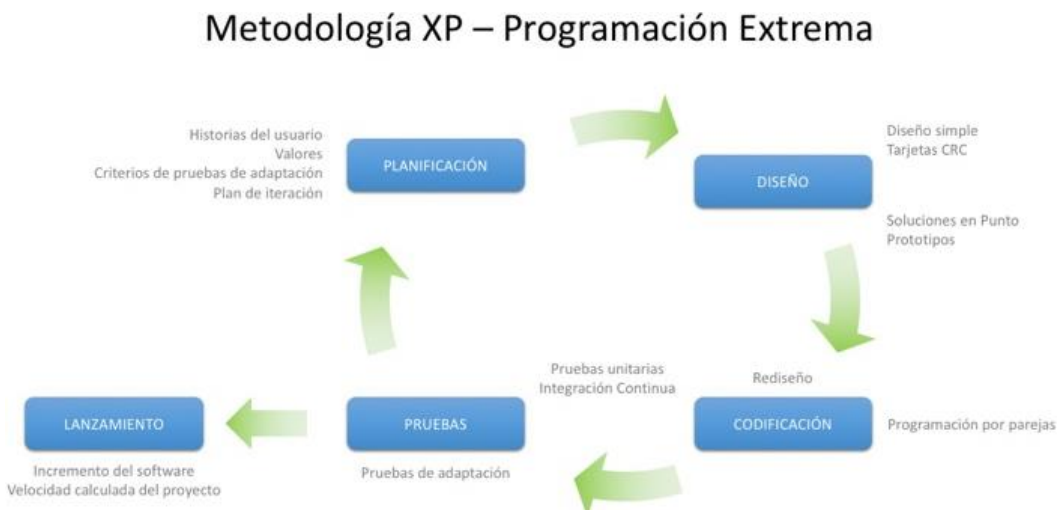 Metodología XP – Programación Extrema
Historias del usuario
Valores
Criterios de pruebas de adaptación
Plan de iteración
PLANIFICACIÓN
Diseño simple
Tarjetas CRC
DISEÑO
Soluciones en Punto
Prototipos
Rediseño
CODIFICACIÓN
Programación por parejas
Pruebas unitarias
Integración Continua
PRUEBAS
Pruebas de adaptación
LANZAMIENTO
Incremento del software
Velocidad calculada del proyecto